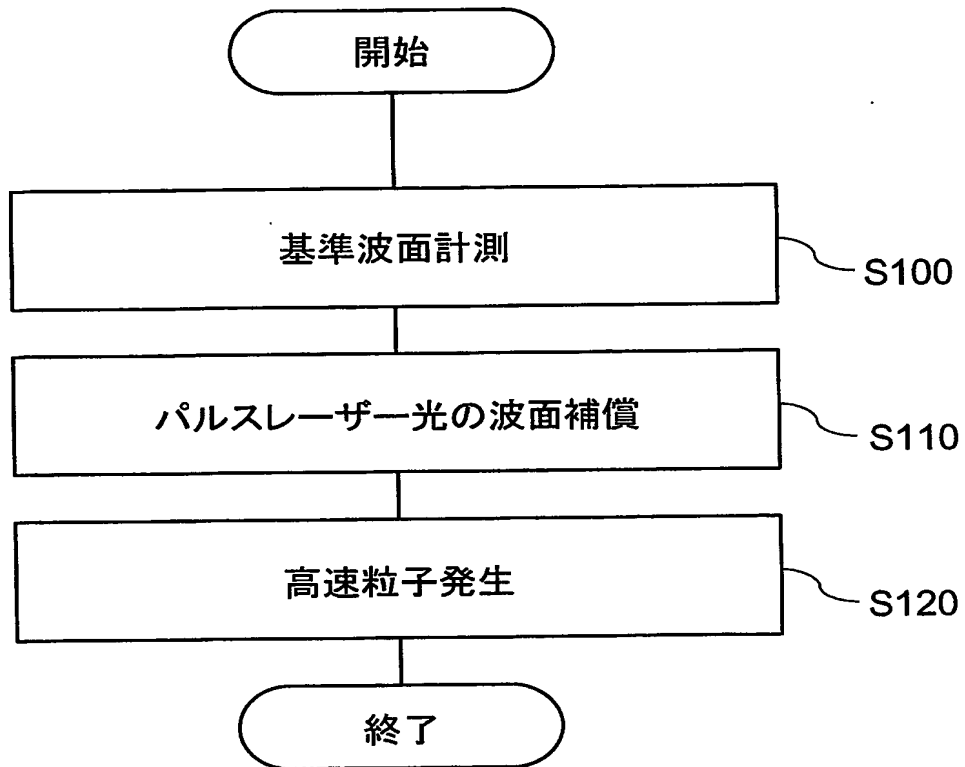 開始
基準波面計測
S100
パルスレーザー光の波面補償
S110
高速粒子発生
S120
終了